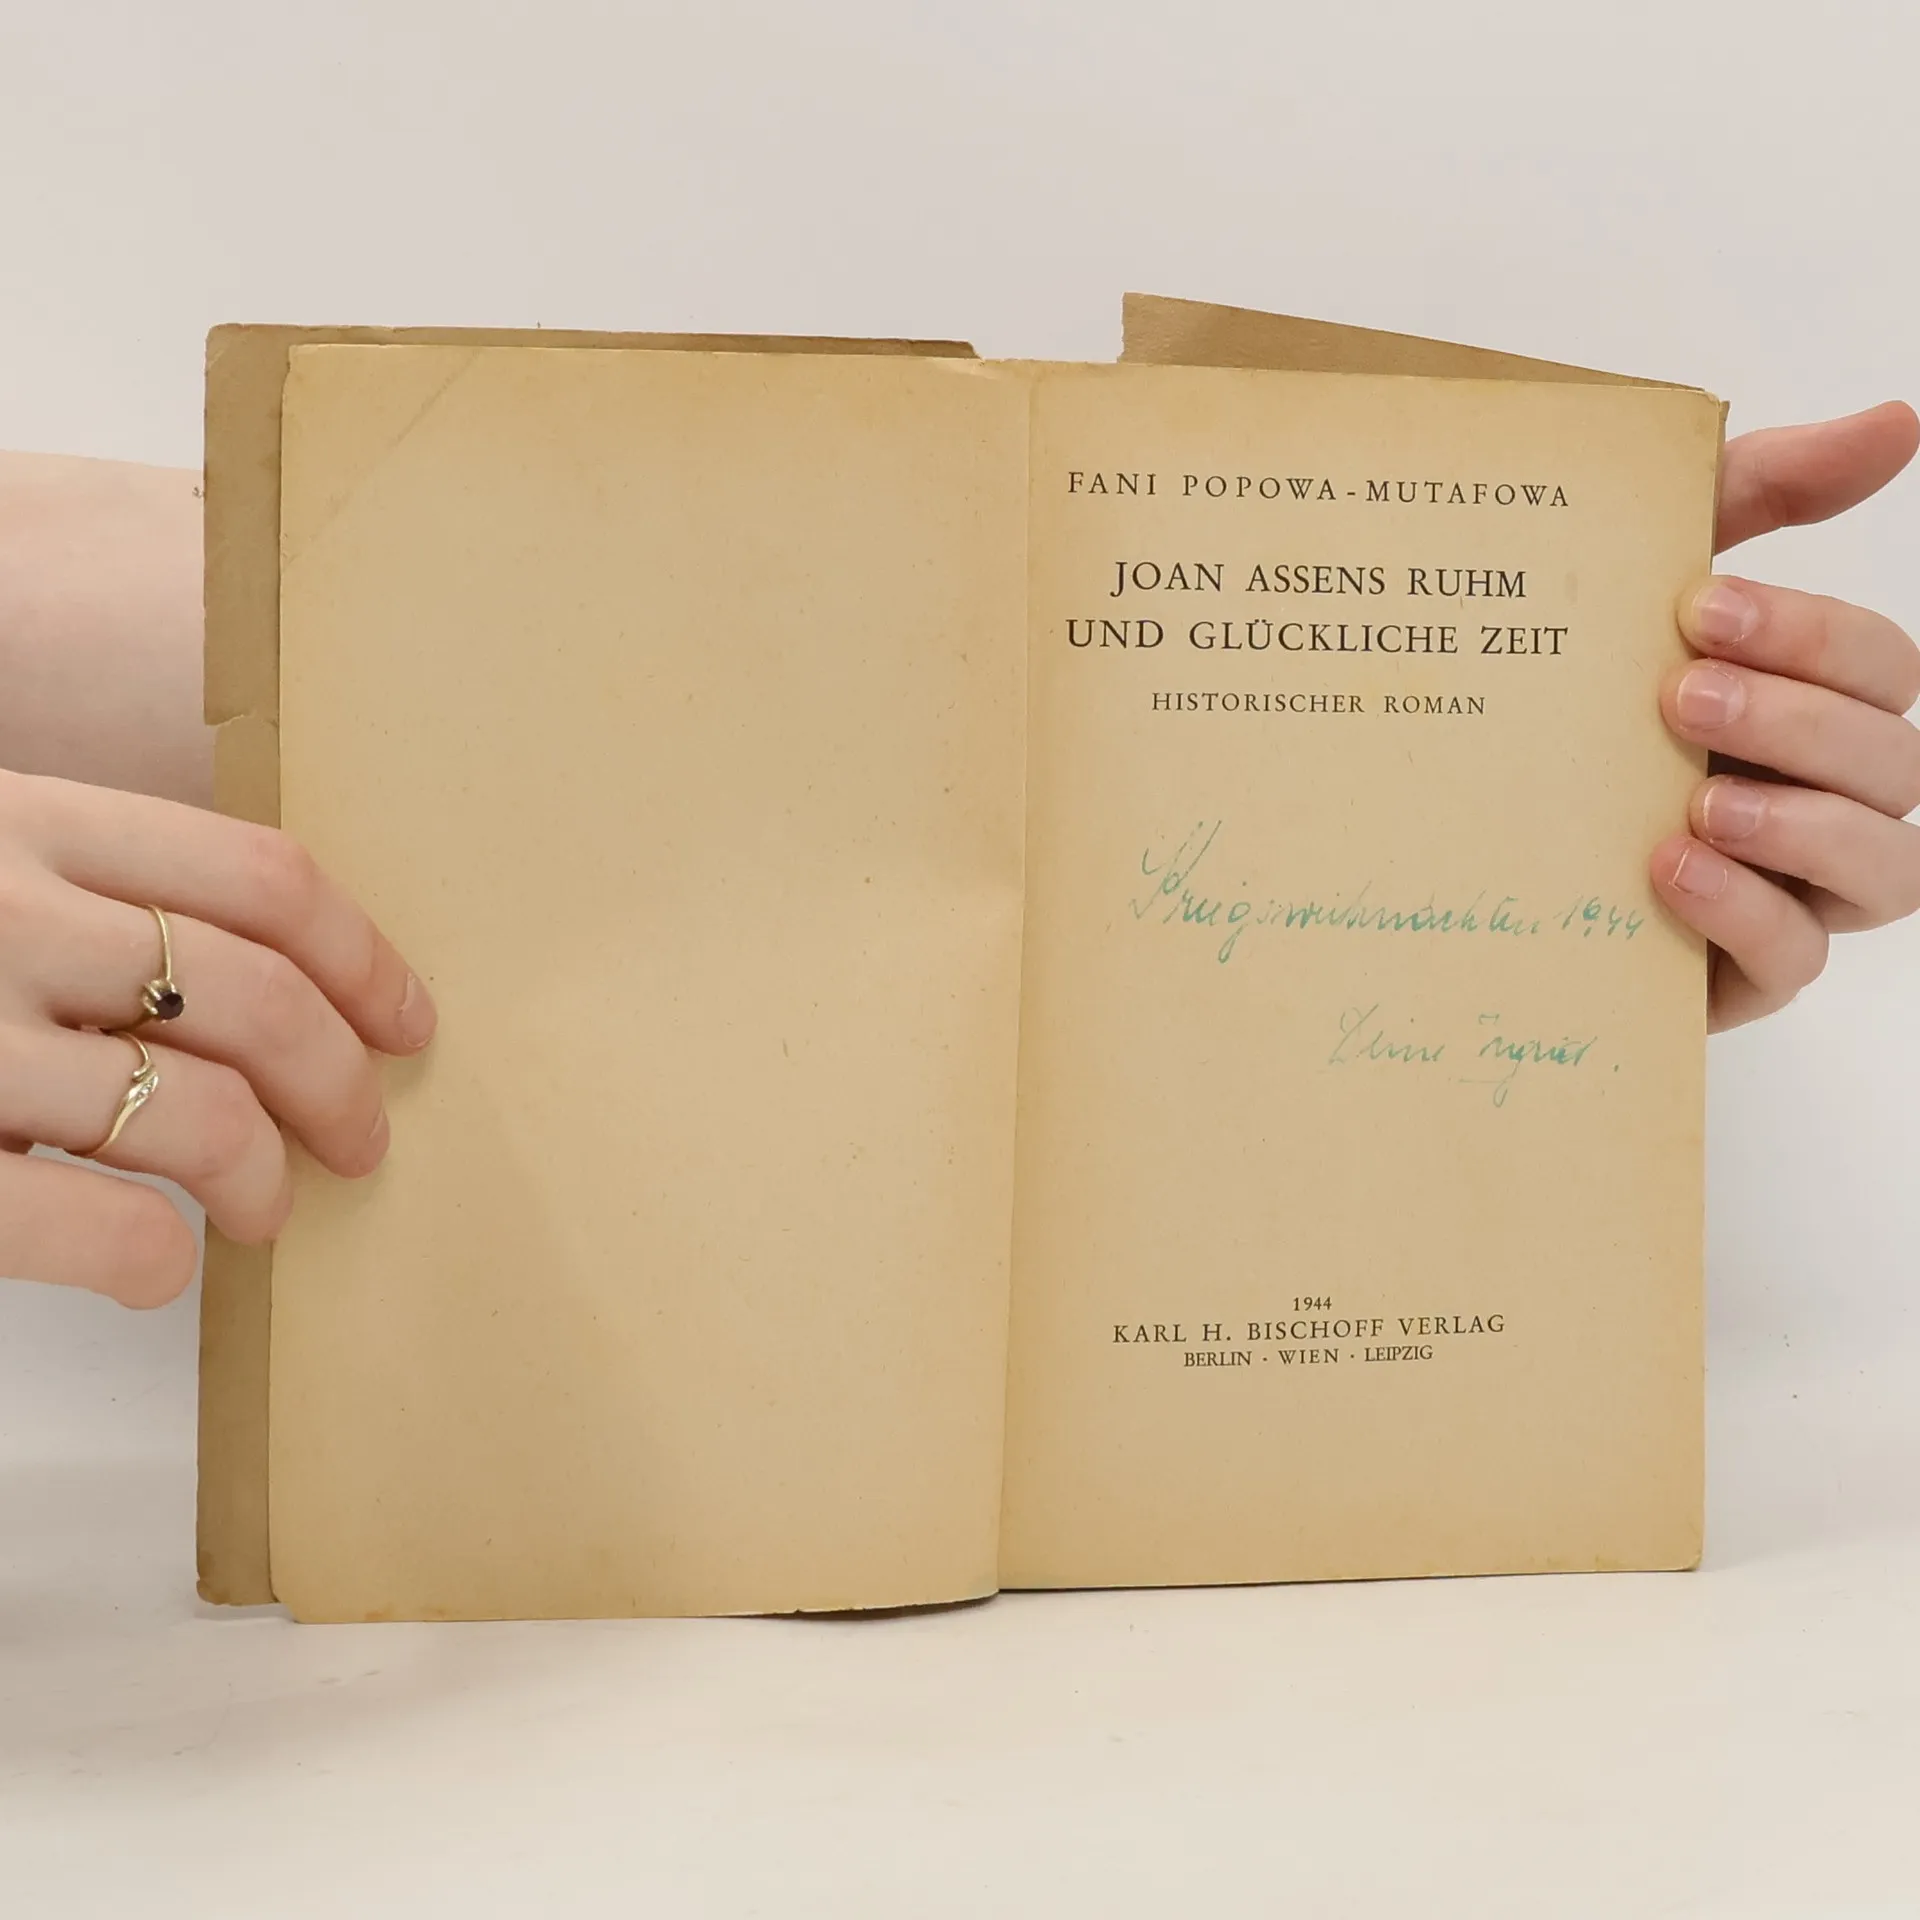 FANI POPOWA-MUTAFOWA
JOAN ASSENS RUHM
UND GLÜCKLICHE ZEIT
HISTORISCHER ROMAN
Kriegsweihnachten 1944
Deine Ingrid.
1944
KARL H. BISCHOFF VERLAG
BERLIN · WIEN · LEIPZIG